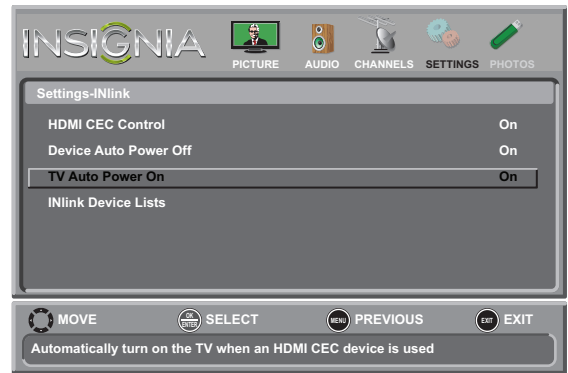 INSIGNIA
PICTURE AUDIO CHANNELS SETTINGS PHOTOS
Settings-INlink
HDMI CEC Control On
Device Auto Power Off On
TV Auto Power On On
INlink Device Lists
MOVE OK ENTER SELECT MENU PREVIOUS EXIT EXIT
Automatically turn on the TV when an HDMI CEC device is used